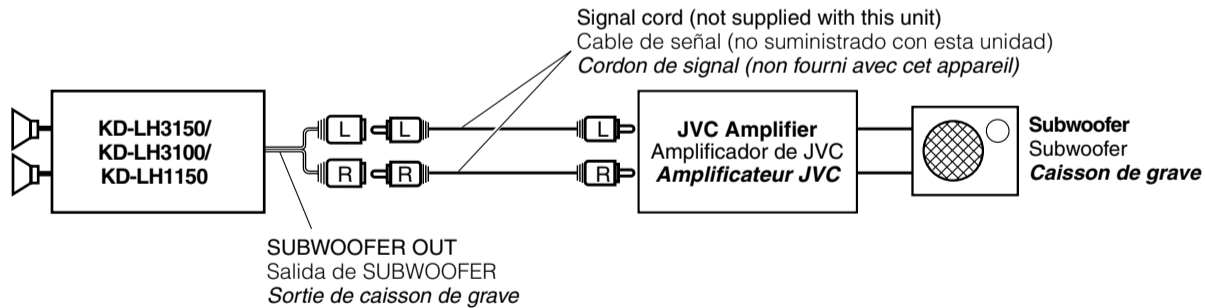 Signal cord (not supplied with this unit)
Cable de señal (no suministrado con esta unidad)
Cordon de signal (non fourni avec cet appareil)
KD-LH3150/
KD-LH3100/
KD-LH1150
L
L
L
R
R
R
JVC Amplifier
Amplificador de JVC
Amplificateur JVC
Subwoofer
Subwoofer
Caisson de grave
SUBWOOFER OUT
Salida de SUBWOOFER
Sortie de caisson de grave